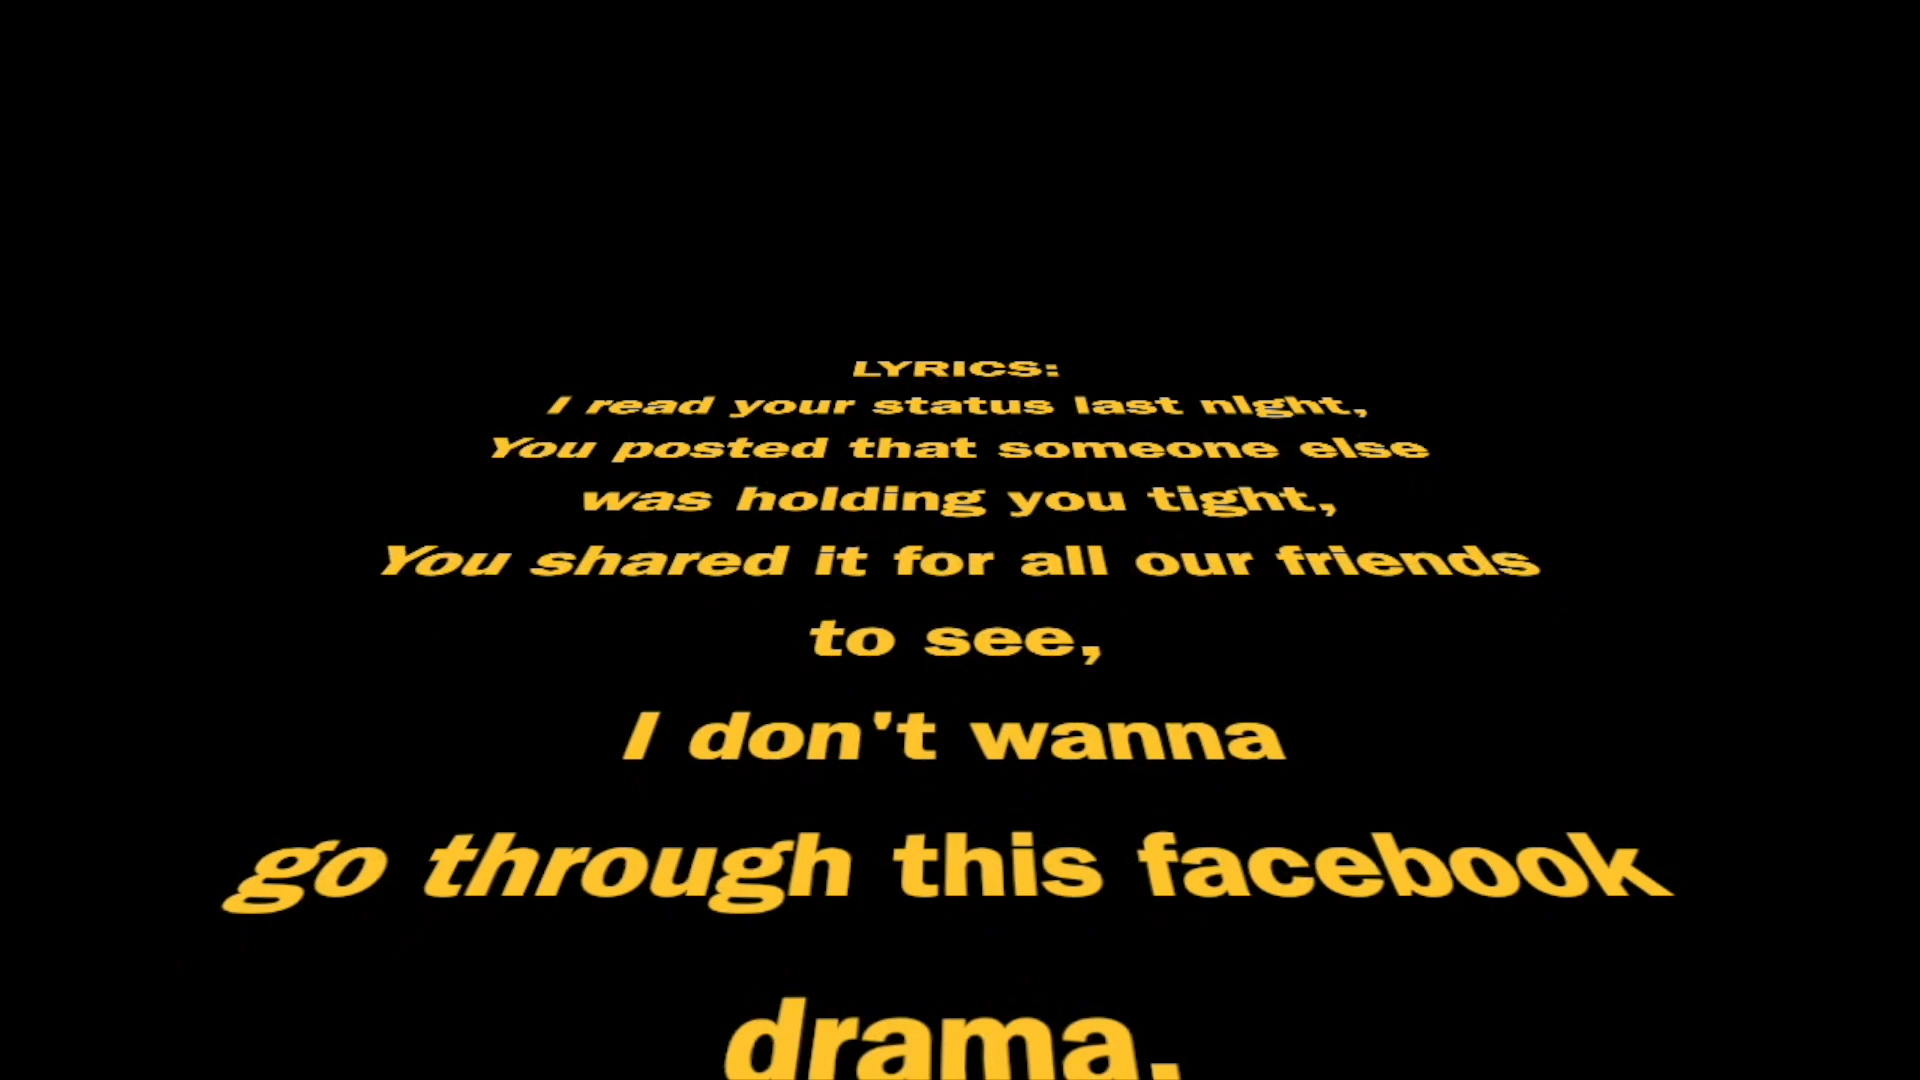 LYRICS:
I read your status last nIght,
You posted that someone else
was holding you tight,
You shared it for all our friends
to see,
I don't wanna
go through this facebook
drama.